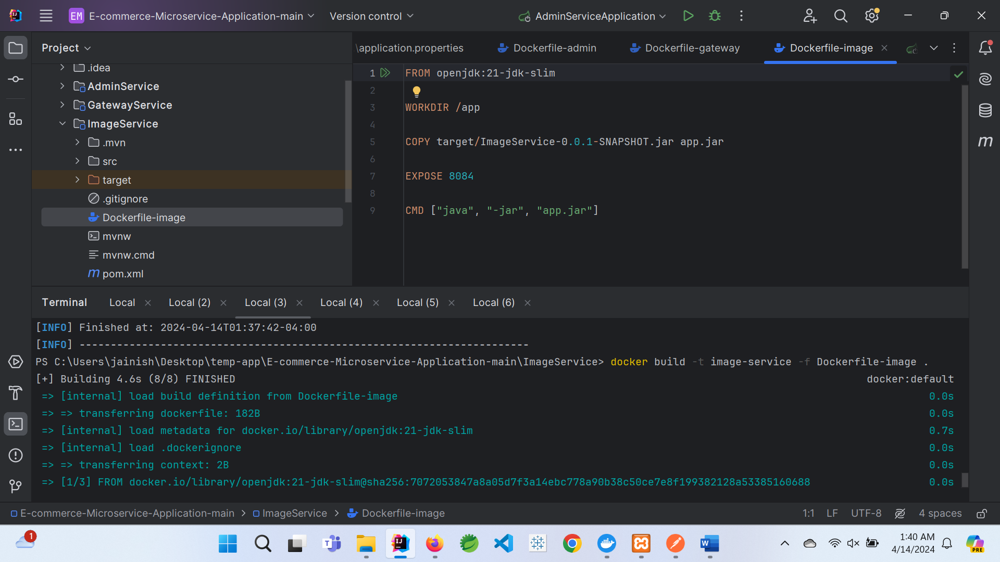 EM E-commerce-Microservice-Application-main Version control AdminServiceApplication
Project
\application.properties Dockerfile-admin Dockerfile-gateway Dockerfile-image
.idea
AdminService
GatewayService
ImageService
.mvn
src
target
.gitignore
Dockerfile-image
mvnw
mvnw.cmd
m pom.xml
1 FROM openjdk:21-jdk-slim
2
3 WORKDIR /app
4
5 COPY target/ImageService-0.0.1-SNAPSHOT.jar app.jar
6
7 EXPOSE 8084
8
9 CMD ["java", "-jar", "app.jar"]
m
Terminal Local Local (2) Local (3) Local (4) Local (5) Local (6)
[INFO] Finished at: 2024-04-14T01:37:42-04:00
[INFO] ------------------------------------------------------------------------
PS C:\Users\jainish\Desktop\temp-app\E-commerce-Microservice-Application-main\ImageService> docker build -t image-service -f Dockerfile-image .
[+] Building 4.6s (8/8) FINISHED docker:default
=> [internal] load build definition from Dockerfile-image 0.0s
=> => transferring dockerfile: 182B 0.0s
=> [internal] load metadata for docker.io/library/openjdk:21-jdk-slim 0.7s
=> [internal] load .dockerignore 0.0s
=> => transferring context: 2B 0.0s
=> [1/3] FROM docker.io/library/openjdk:21-jdk-slim@sha256:7072053847a8a05d7f3a14ebc778a90b38c50ce7e8f199382128a53385160688 0.0s
E-commerce-Microservice-Application-main > ImageService > Dockerfile-image 1:1 LF UTF-8 4 spaces
1 1:40 AM
4/14/2024 PRE